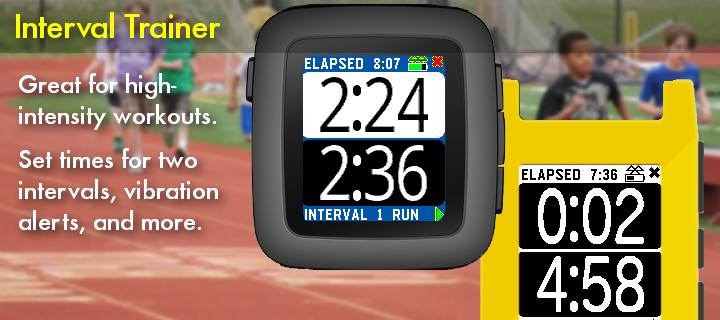 Interval Trainer
Great for high-
intensity workouts.
Set times for two
intervals, vibration
alerts, and more.
ELAPSED 8:07
2:24
2:36
INTERVAL 1 RUN
ELAPSED 7:36
0:02
4:58